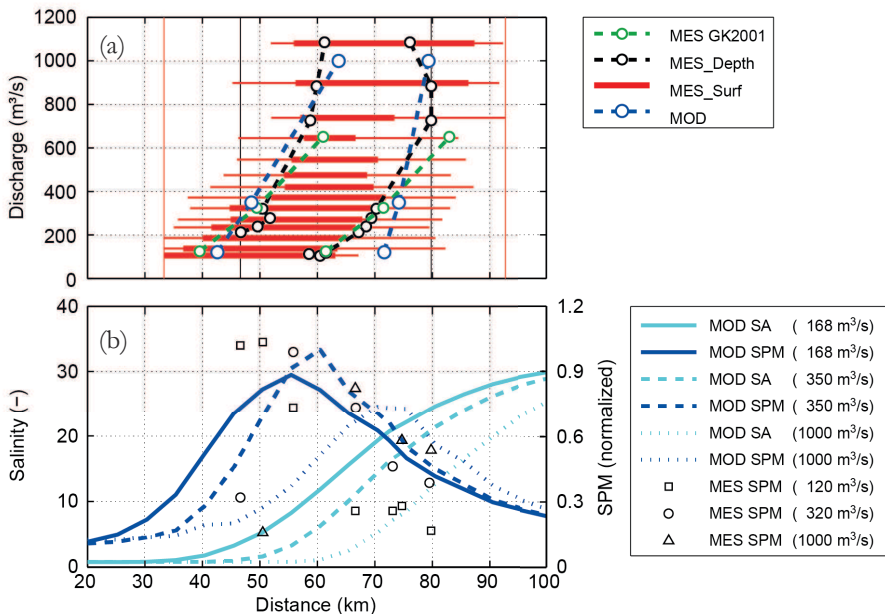 (a)
Discharge (m³/s)
1200
1000
800
600
400
200
0
MES GK2001
MES_Depth
MES_Surf
MOD
(b)
Salinity (–)
40
30
20
10
0
SPM (normalized)
1.2
0.9
0.6
0.3
0
20 30 40 50 60 70 80 90 100
Distance (km)
MOD SA ( 168 m³/s)
MOD SPM ( 168 m³/s)
MOD SA ( 350 m³/s)
MOD SPM ( 350 m³/s)
MOD SA (1000 m³/s)
MOD SPM (1000 m³/s)
MES SPM ( 120 m³/s)
MES SPM ( 320 m³/s)
MES SPM (1000 m³/s)